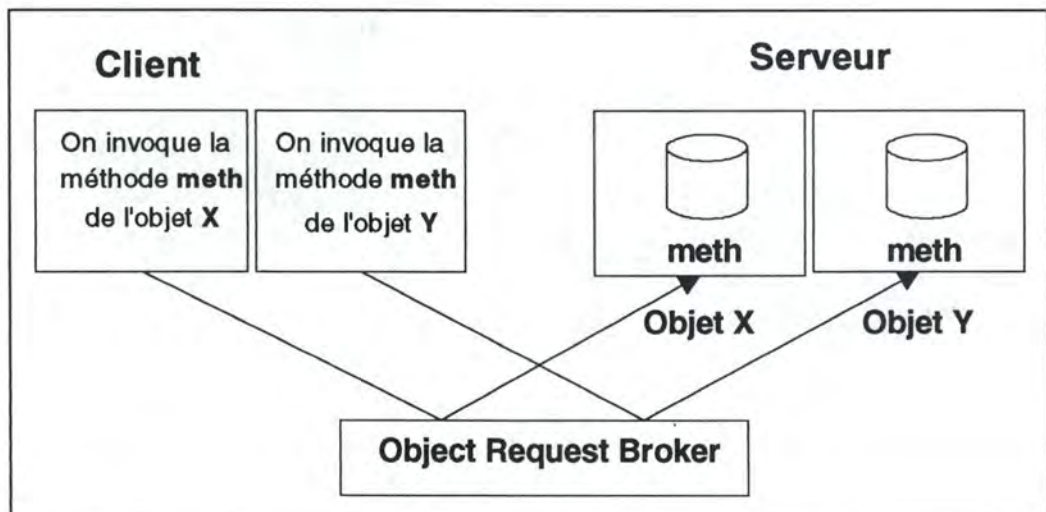 Client
Serveur
On invoque la
méthode meth
de l'objet X
On invoque la
méthode meth
de l'objet Y
meth
meth
Objet X
Objet Y
Object Request Broker